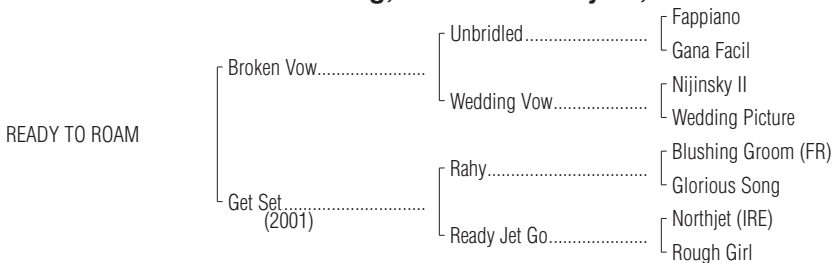 Fappiano
Unbridled
Gana Facil
Broken Vow
Nijinsky II
Wedding Vow
Wedding Picture
READY TO ROAM
Blushing Groom (FR)
Rahy
Glorious Song
Get Set
(2001)
Northjet (IRE)
Ready Jet Go
Rough Girl